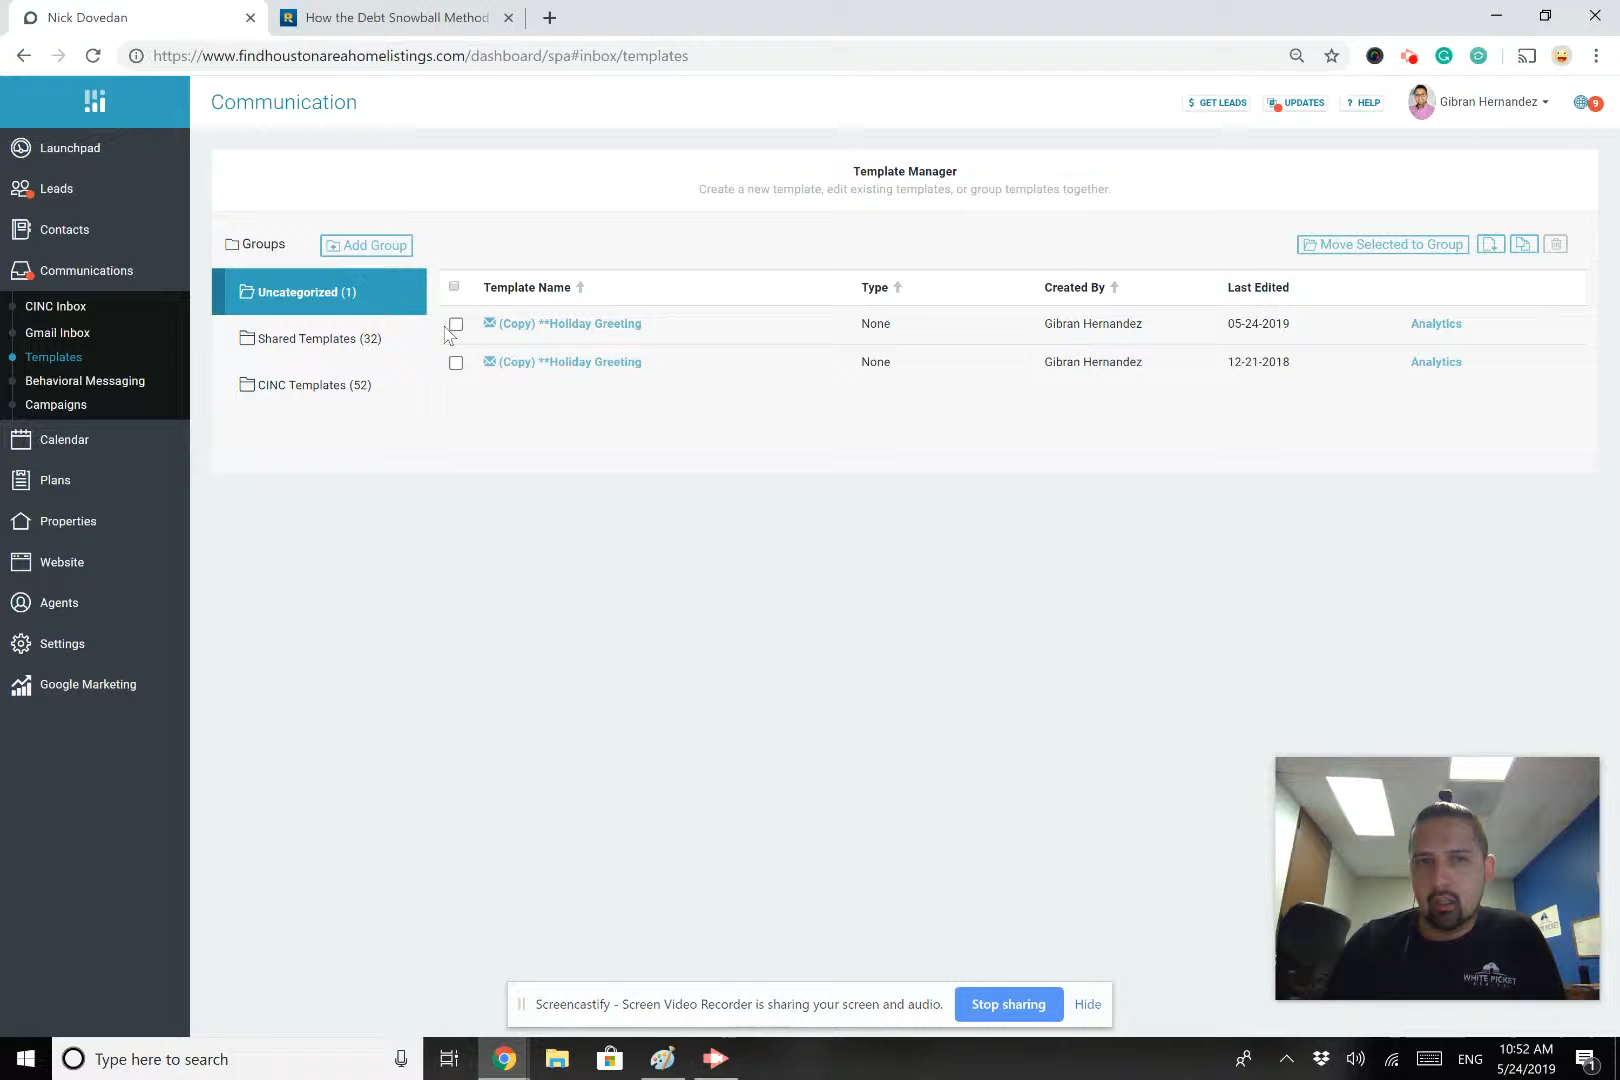 Nick Dovedan
How the Debt Snowball Method
https://www.findhoustonareahomelistings.com/dashboard/spa#inbox/templates
Communication
$ GET LEADS
UPDATES
? HELP
Gibran Hernandez
9
Launchpad
Leads
Contacts
Communications
CINC Inbox
Gmail Inbox
Templates
Behavioral Messaging
Campaigns
Calendar
Plans
Properties
Website
Agents
Settings
Google Marketing
Template Manager
Create a new template, edit existing templates, or group templates together.
Groups
Add Group
Move Selected to Group
Uncategorized (1)
Shared Templates (32)
CINC Templates (52)
Template Name Type Created By Last Edited
(Copy) **Holiday Greeting None Gibran Hernandez 05-24-2019 Analytics
(Copy) **Holiday Greeting None Gibran Hernandez 12-21-2018 Analytics
WHITE PICKET
Screencastify - Screen Video Recorder is sharing your screen and audio.
Stop sharing
Hide
Type here to search
ENG
10:52 AM
5/24/2019
1